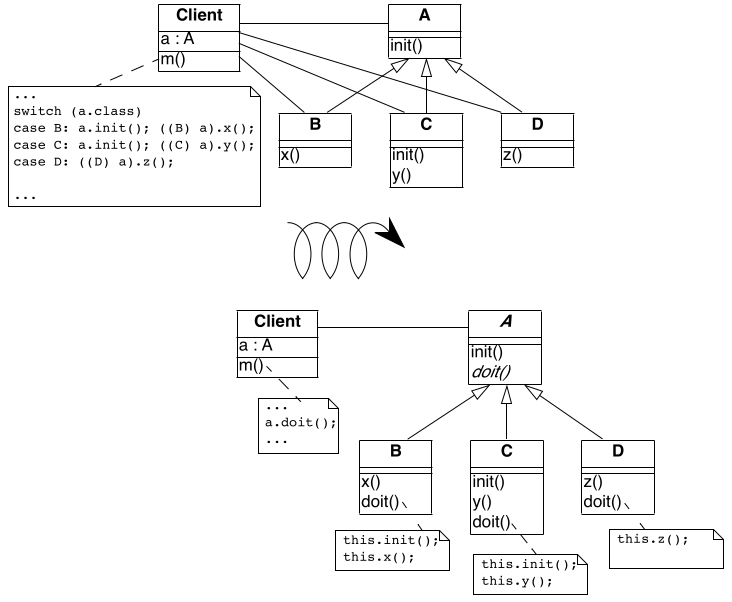 Client
a : A
m()
A
init()
...
switch (a.class)
case B: a.init(); ((B) a).x();
case C: a.init(); ((C) a).y();
case D: ((D) a).z();
...
B
x()
C
init()
y()
D
z()
Client
a : A
m()
A
init()
doit()
...
a.doit();
...
B
x()
doit()
C
init()
y()
doit()
D
z()
doit()
this.init();
this.x();
this.init();
this.y();
this.z();